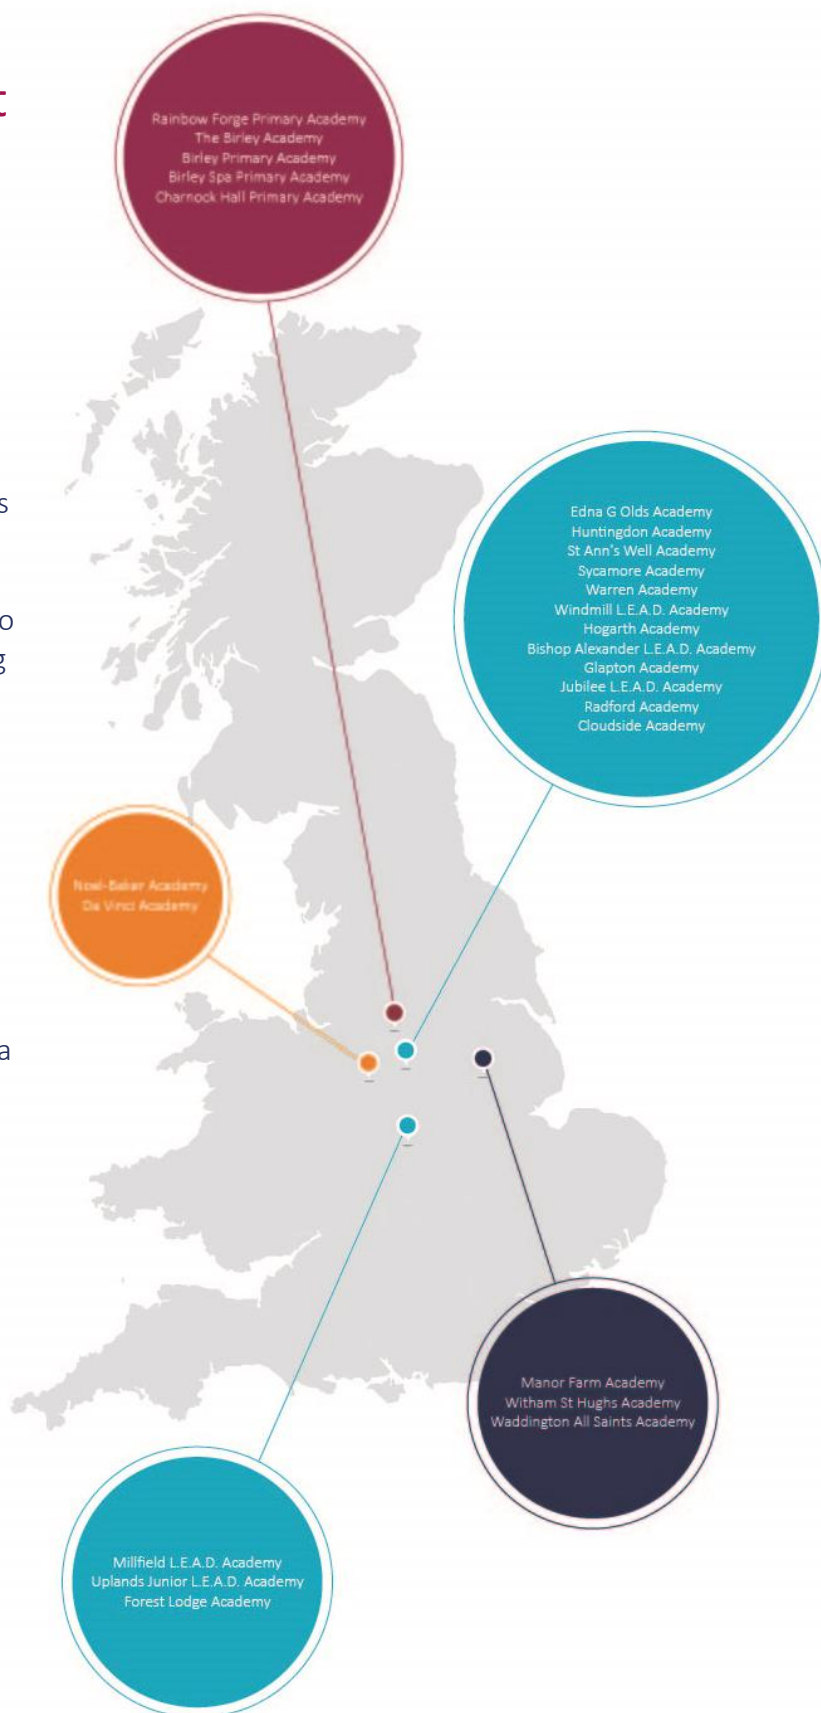 t
Rainbow Forge Primary Academy
The Birley Academy
Birley Primary Academy
Birley Spa Primary Academy
Charnock Hall Primary Academy
s
o
g
Edna G Olds Academy
Huntingdon Academy
St Ann's Well Academy
Sycamore Academy
Warren Academy
Windmill L.E.A.D. Academy
Hogarth Academy
Bishop Alexander L.E.A.D. Academy
Glapton Academy
Jubilee L.E.A.D. Academy
Radford Academy
Cloudside Academy
Noel-Baker Academy
Da Vinci Academy
a
Manor Farm Academy
Witham St Hughs Academy
Waddington All Saints Academy
Millfield L.E.A.D. Academy
Uplands Junior L.E.A.D. Academy
Forest Lodge Academy